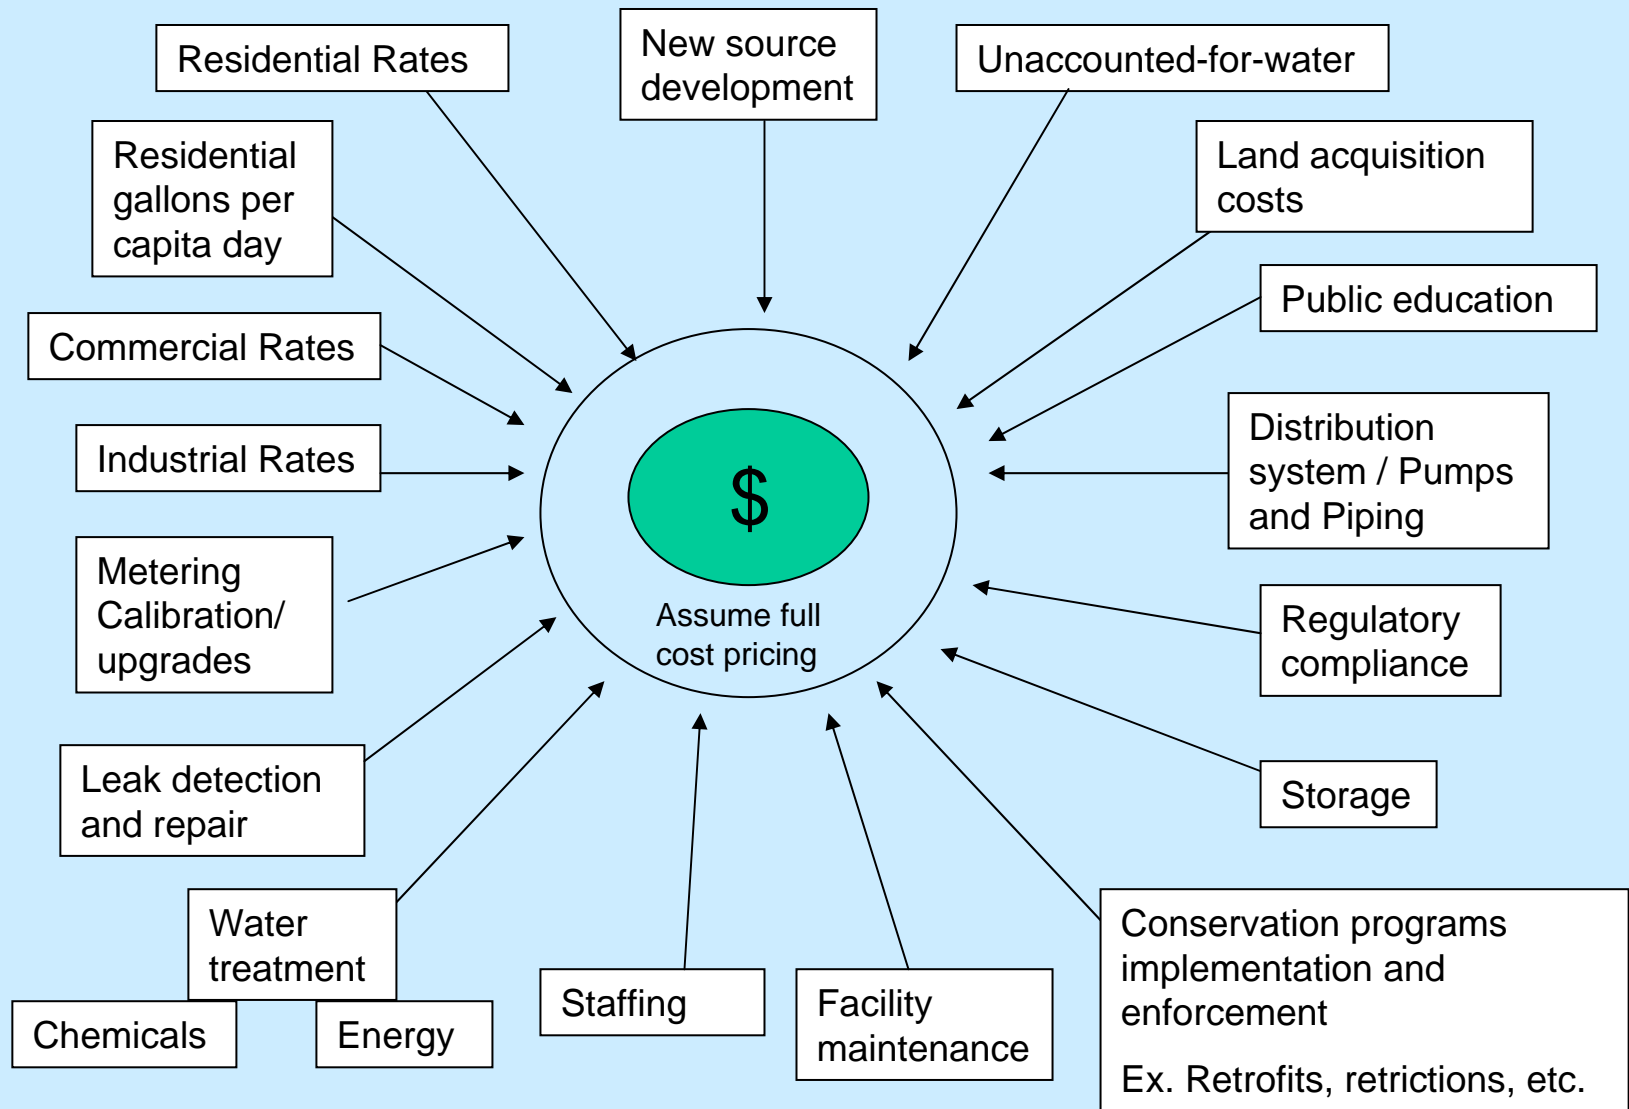 Residential Rates
New source
development
Unaccounted-for-water
Residential
gallons per
capita day
Land acquisition
costs
Public education
Commercial Rates
Industrial Rates
Distribution
system / Pumps
and Piping
$
Assume full
cost pricing
Metering
Calibration/
upgrades
Regulatory
compliance
Leak detection
and repair
Storage
Water
treatment
Chemicals
Energy
Staffing
Facility
maintenance
Conservation programs
implementation and
enforcement
Ex. Retrofits, retrictions, etc.